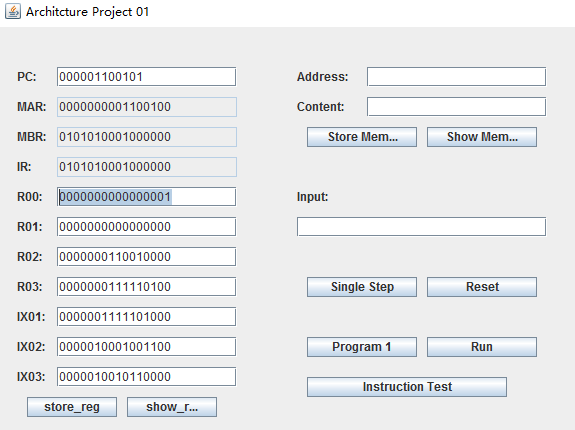 Architcture Project 01
PC: 000001100101 Address:
MAR: 0000000001100100 Content:
MBR: 0101010001000000 Store Mem... Show Mem...
IR: 0101010001000000
R00: 0000000000000001 Input:
R01: 0000000000000000
R02: 0000000110010000
R03: 0000000111110100 Single Step Reset
IX01: 0000001111101000
IX02: 0000010001001100 Program 1 Run
IX03: 0000010010110000 Instruction Test
store_reg show_r...